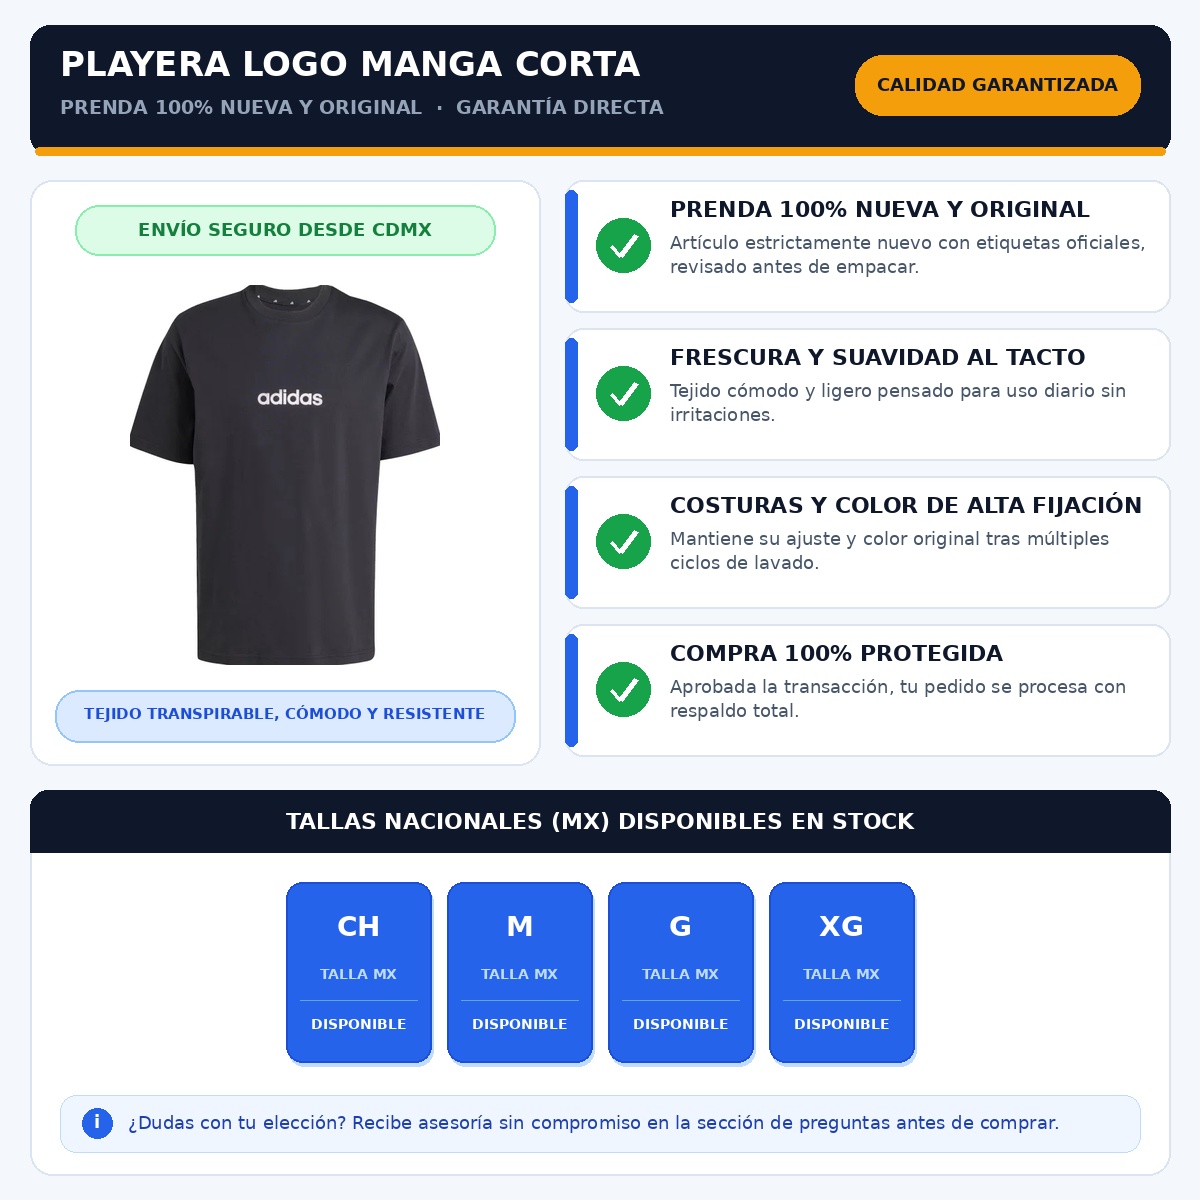 PLAYERA LOGO MANGA CORTA
PRENDA 100% NUEVA Y ORIGINAL · GARANTÍA DIRECTA
CALIDAD GARANTIZADA
ENVÍO SEGURO DESDE CDMX
adidas
TEJIDO TRANSPIRABLE, CÓMODO Y RESISTENTE
PRENDA 100% NUEVA Y ORIGINAL
Artículo estrictamente nuevo con etiquetas oficiales,
revisado antes de empacar.
FRESCURA Y SUAVIDAD AL TACTO
Tejido cómodo y ligero pensado para uso diario sin
irritaciones.
COSTURAS Y COLOR DE ALTA FIJACIÓN
Mantiene su ajuste y color original tras múltiples
ciclos de lavado.
COMPRA 100% PROTEGIDA
Aprobada la transacción, tu pedido se procesa con
respaldo total.
TALLAS NACIONALES (MX) DISPONIBLES EN STOCK
CH
TALLA MX
DISPONIBLE
M
TALLA MX
DISPONIBLE
G
TALLA MX
DISPONIBLE
XG
TALLA MX
DISPONIBLE
i
¿Dudas con tu elección? Recibe asesoría sin compromiso en la sección de preguntas antes de comprar.